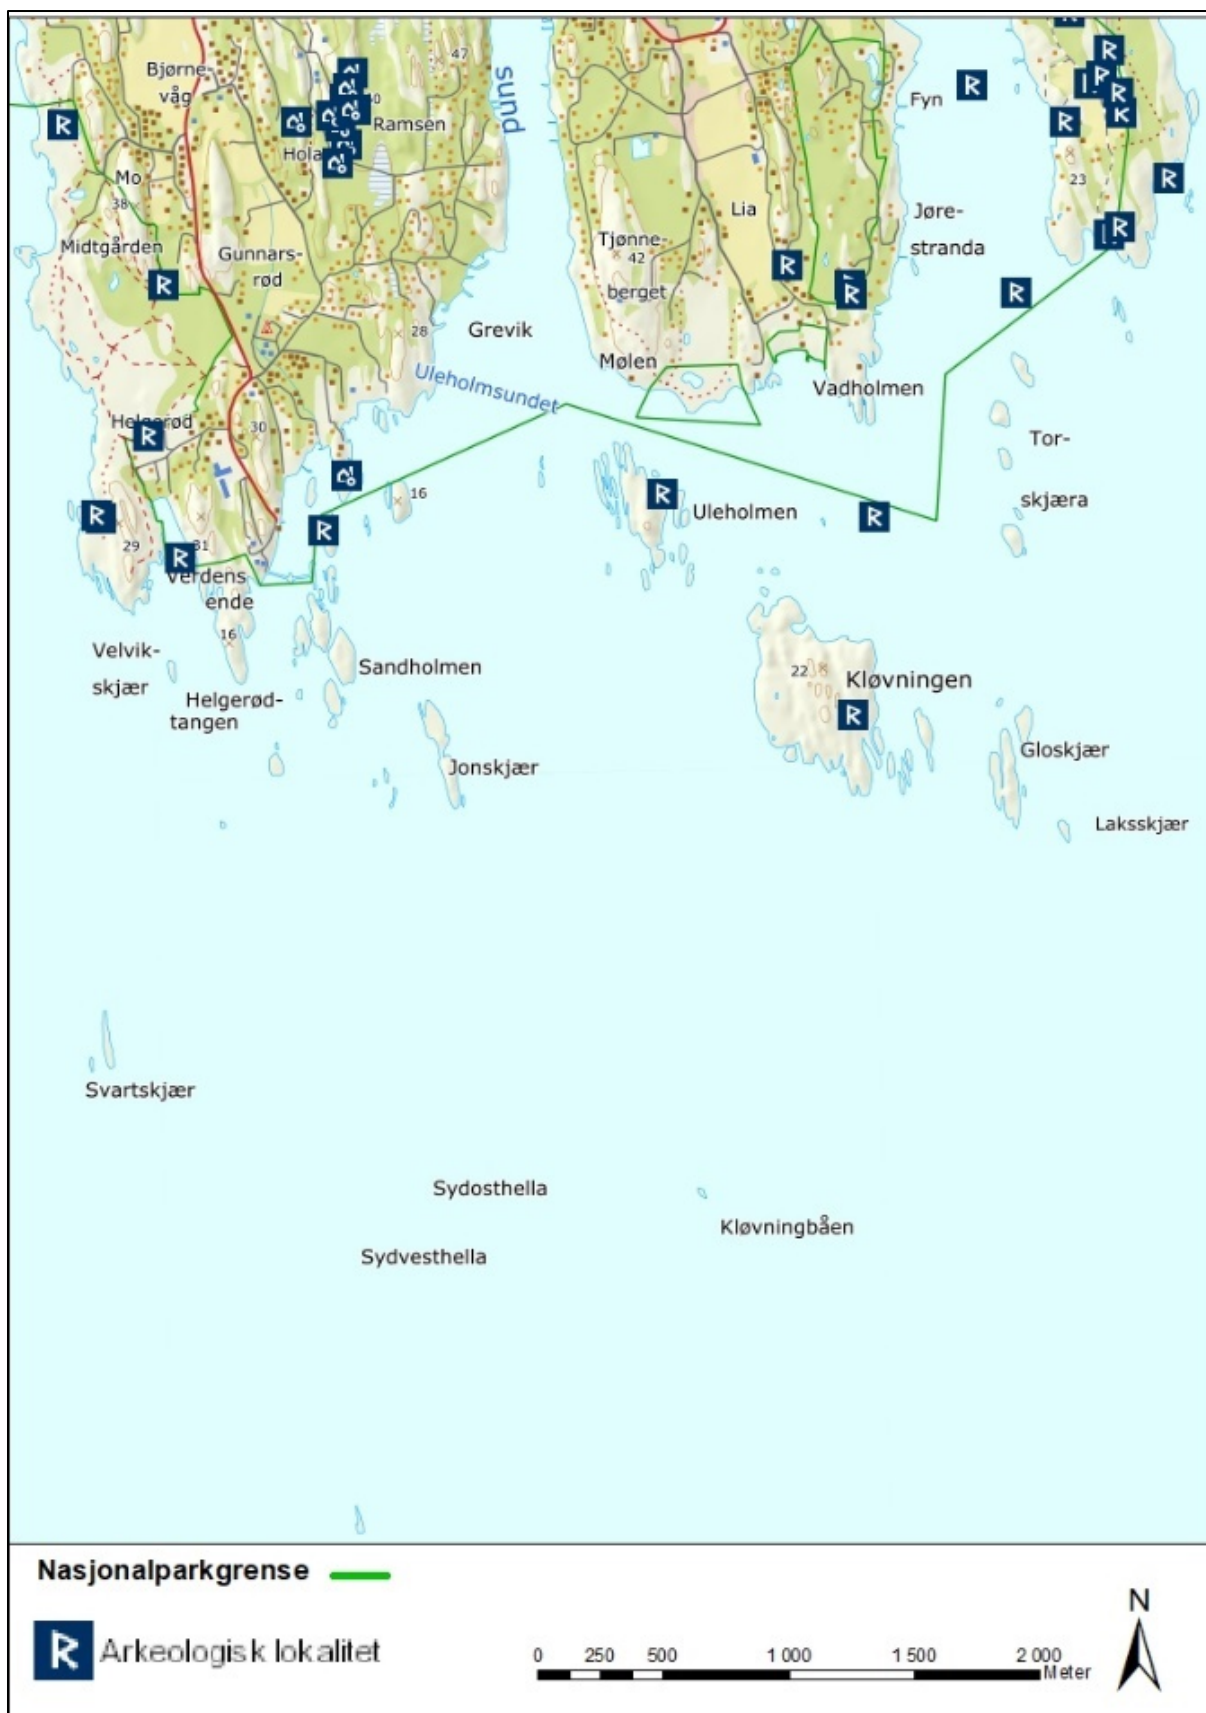 47
Bjørne-
våg
sund
Fyn
Ramsen
Hola
Mo
38
23
Lia
Jøre-
stranda
Midtgården
Gunnars-
rød
Tjønne-
42
berget
28
Grevik
Mølen
Uleholmsundet
Vadholmen
Helgerød
30
Tor-
skjæra
16
Uleholmen
29
31
Verdens
ende
16
Velvik-
skjær
Sandholmen
22
Kløvningen
Helgerød-
tangen
Gloskjær
Jonskjær
Laksskjær
Svartskjær
Sydosthella
Kløvningbåen
Sydvesthella
Nasjonalparkgrense
N
R Arkeologisk lokalitet
0 250 500 1 000 1 500 2 000
Meter